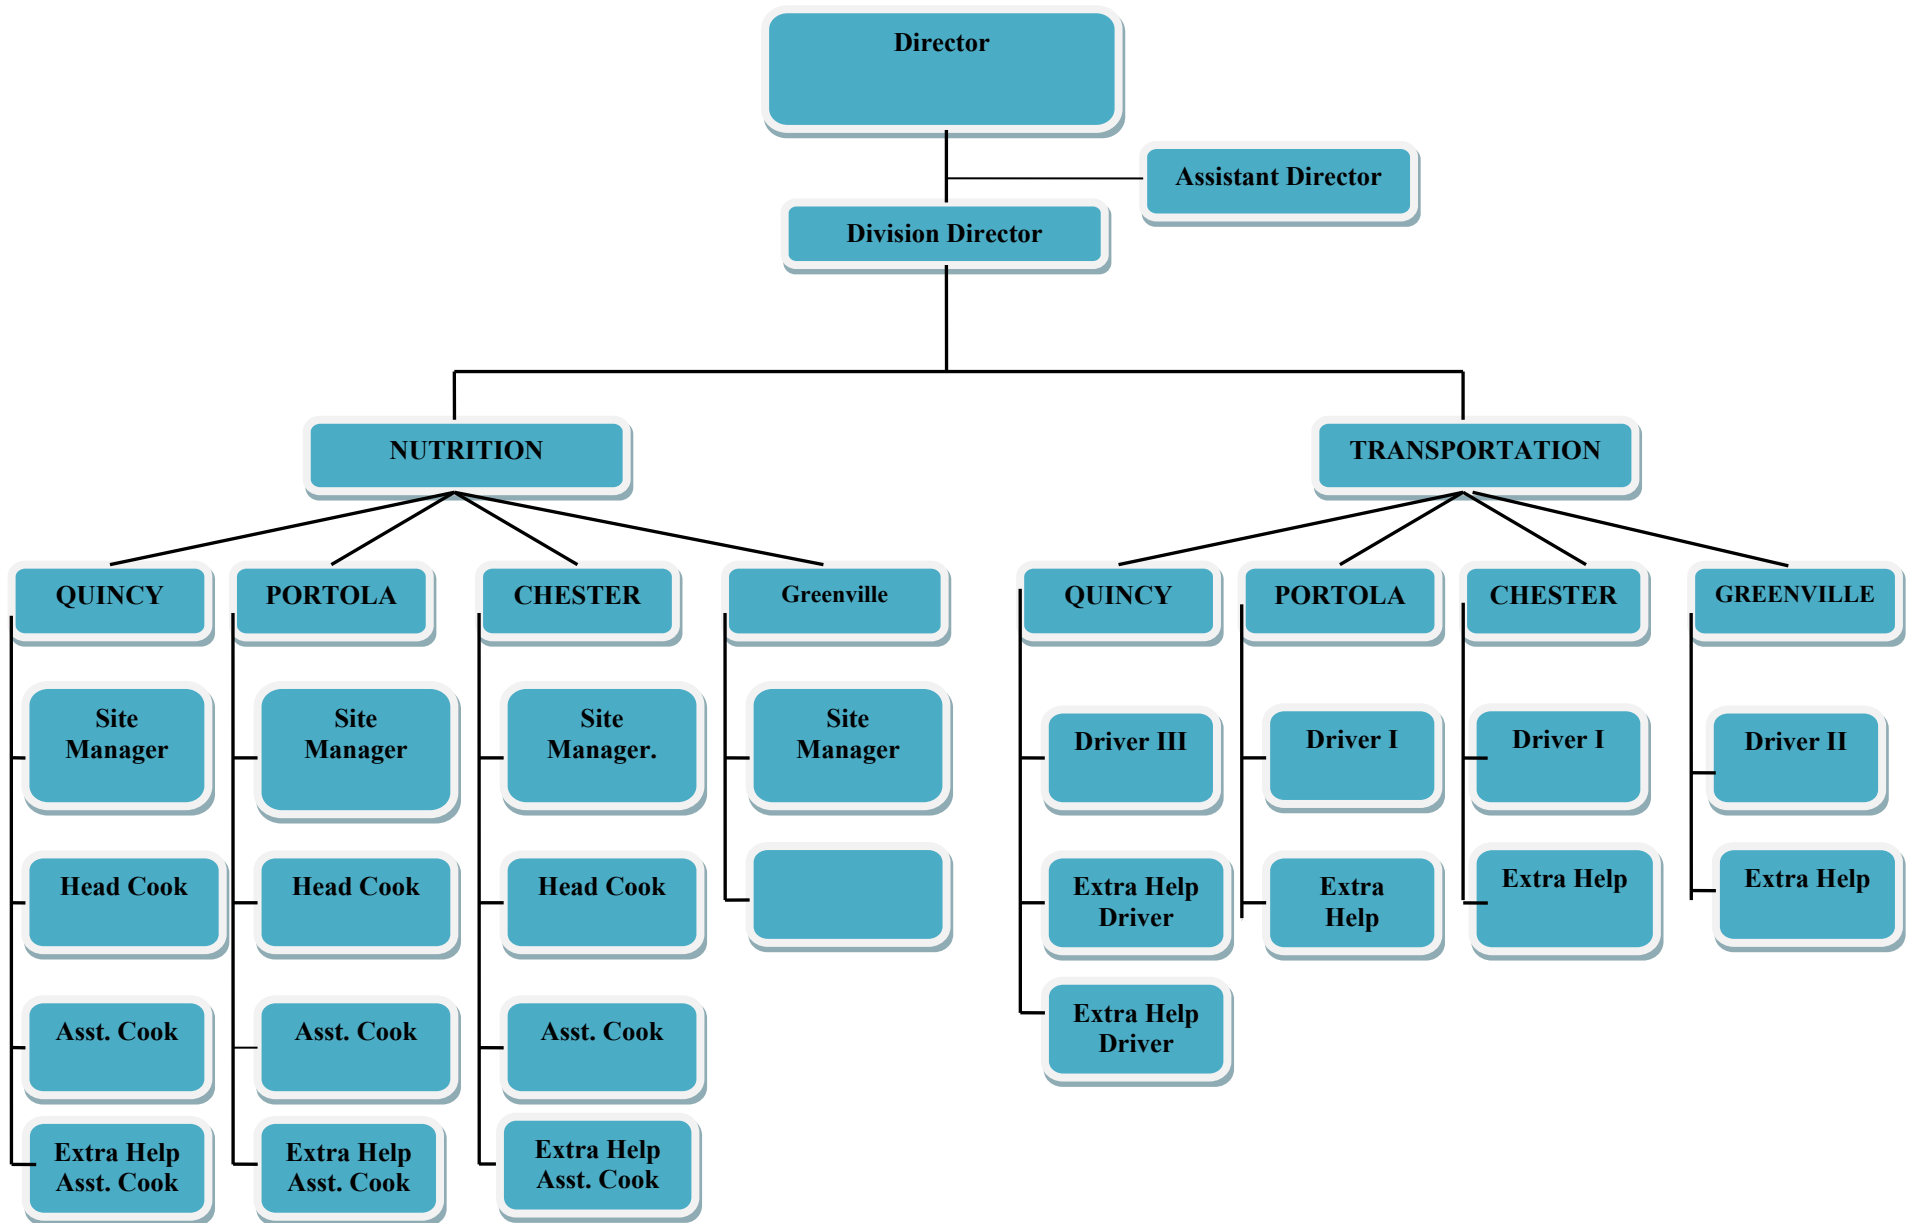 Director
Assistant Director
Division Director
NUTRITION
TRANSPORTATION
QUINCY
PORTOLA
CHESTER
Greenville
QUINCY
PORTOLA
CHESTER
GREENVILLE
Site
Manager
Site
Manager
Site
Manager.
Site
Manager
Driver III
Driver I
Driver I
Driver II
Head Cook
Head Cook
Head Cook
Extra Help
Driver
Extra
Help
Extra Help
Extra Help
Asst. Cook
Asst. Cook
Asst. Cook
Extra Help
Driver
Extra Help
Asst. Cook
Extra Help
Asst. Cook
Extra Help
Asst. Cook